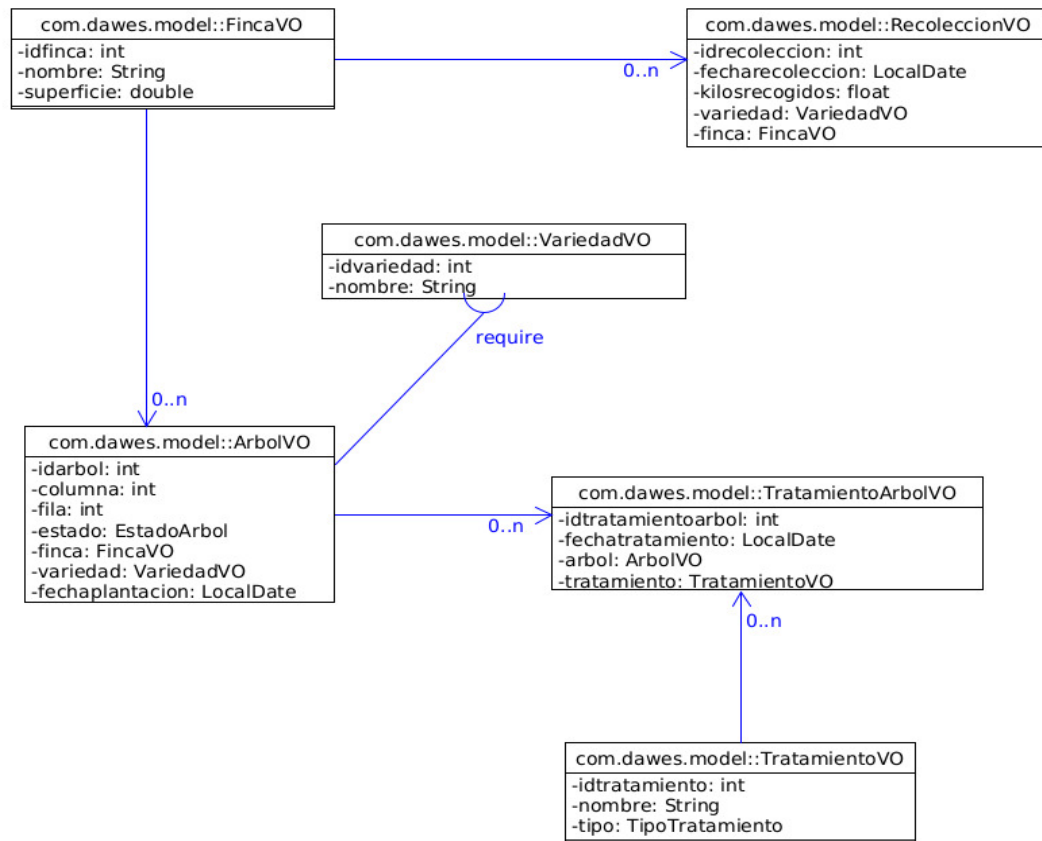 com.dawes.model::FincaVO
-idfinca: int
-nombre: String
-superficie: double
com.dawes.model::RecoleccionVO
-idrecoleccion: int
-fecharecoleccion: LocalDate
-kilosrecogidos: float
-variedad: VariedadVO
-finca: FincaVO
0..n
com.dawes.model::VariedadVO
-idvariedad: int
-nombre: String
require
0..n
com.dawes.model::ArbolVO
-idarbol: int
-columna: int
-fila: int
-estado: EstadoArbol
-finca: FincaVO
-variedad: VariedadVO
-fechaplantacion: LocalDate
0..n
com.dawes.model::TratamientoArbolVO
-idtratamientoarbol: int
-fechatratamiento: LocalDate
-arbol: ArbolVO
-tratamiento: TratamientoVO
0..n
com.dawes.model::TratamientoVO
-idtratamiento: int
-nombre: String
-tipo: TipoTratamiento